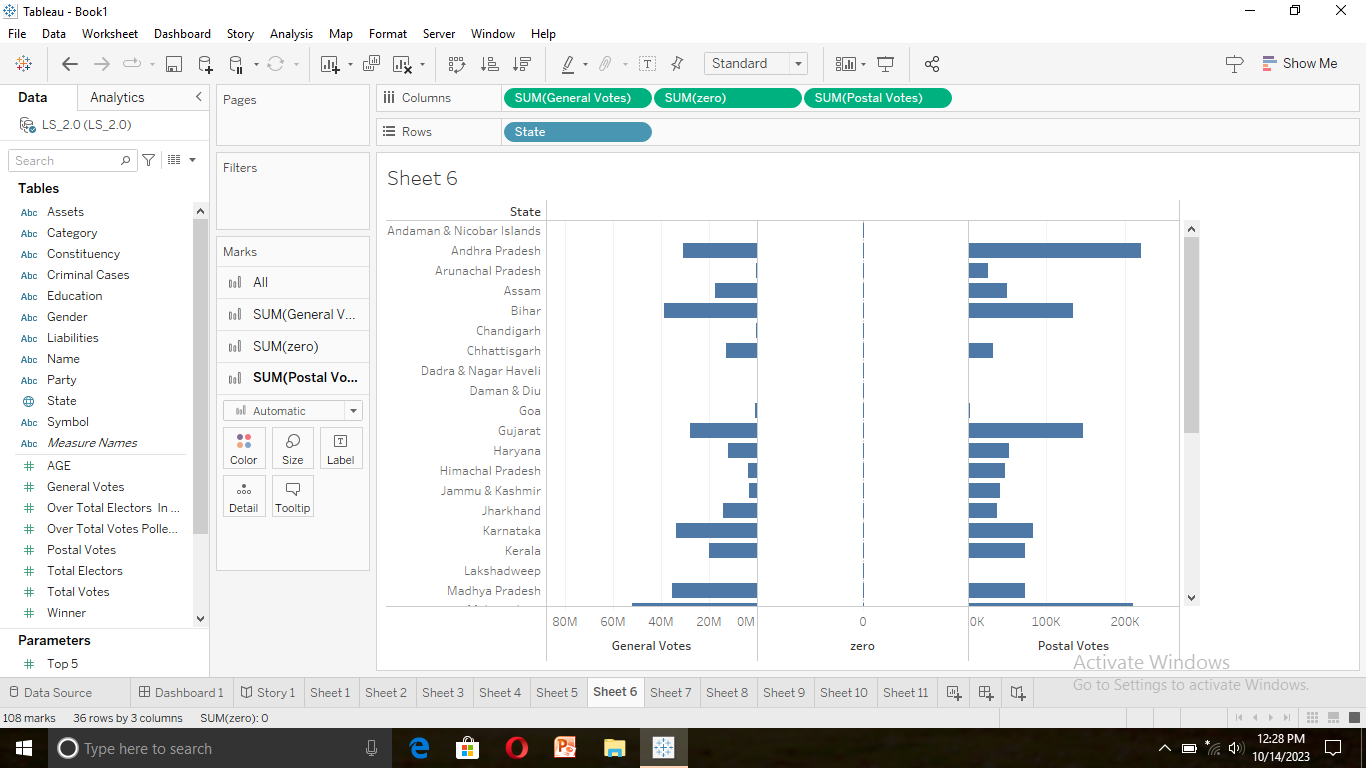 Tableau - Book1
File Data Worksheet Dashboard Story Analysis Map Format Server Window Help
Standard
Show Me
Data Analytics
LS_2.0 (LS_2.0)
Search
Tables
Abc Assets
Abc Category
Abc Constituency
Abc Criminal Cases
Abc Education
Abc Gender
Abc Liabilities
Abc Name
Abc Party
State
Abc Symbol
Abc Measure Names
# AGE
# General Votes
# Over Total Electors In ...
# Over Total Votes Polle...
# Postal Votes
# Total Electors
# Total Votes
# Winner
Parameters
# Top 5
Pages
Filters
Marks
All
SUM(General V...
SUM(zero)
SUM(Postal Vo...
Automatic
Color Size Label
Detail Tooltip
Columns SUM(General Votes) SUM(zero) SUM(Postal Votes)
Rows State
Sheet 6
State
Andaman & Nicobar Islands
Andhra Pradesh
Arunachal Pradesh
Assam
Bihar
Chandigarh
Chhattisgarh
Dadra & Nagar Haveli
Daman & Diu
Goa
Gujarat
Haryana
Himachal Pradesh
Jammu & Kashmir
Jharkhand
Karnataka
Kerala
Lakshadweep
Madhya Pradesh
80M 60M 40M 20M 0M 0 0K 100K 200K
General Votes zero Postal Votes
Activate Windows
Go to Settings to activate Windows.
Data Source Dashboard 1 Story 1 Sheet 1 Sheet 2 Sheet 3 Sheet 4 Sheet 5 Sheet 6 Sheet 7 Sheet 8 Sheet 9 Sheet 10 Sheet 11
108 marks 36 rows by 3 columns SUM(zero): 0
Type here to search
12:28 PM
10/14/2023